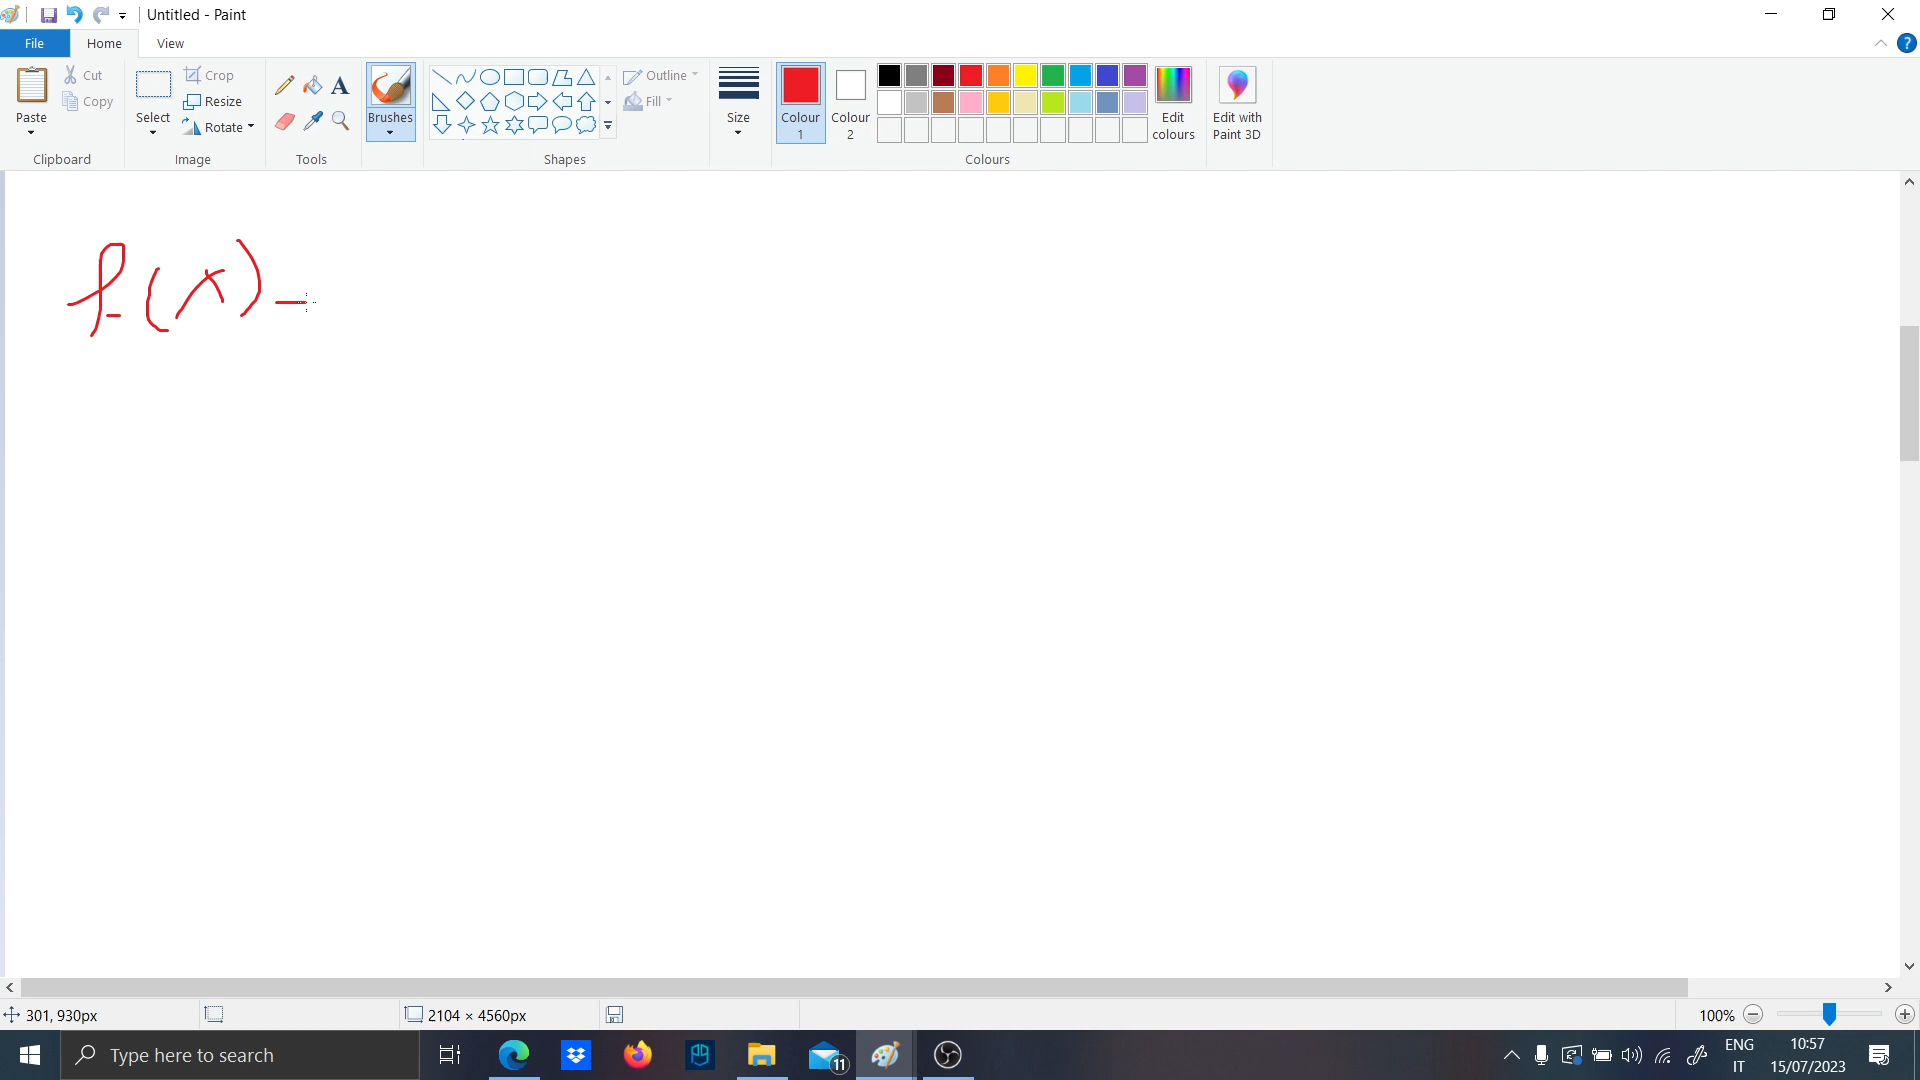 Untitled - Paint
File Home View
Paste
Cut
Copy
Clipboard
Select
Crop
Resize
Rotate
Image
Tools
Brushes
Shapes
Outline
Fill
Size
Colour 1
Colour 2
Colours
Edit colours
Edit with Paint 3D
f(x) -
301, 930px
2104 × 4560px
100%
Type here to search
11
ENG
IT
10:57
15/07/2023